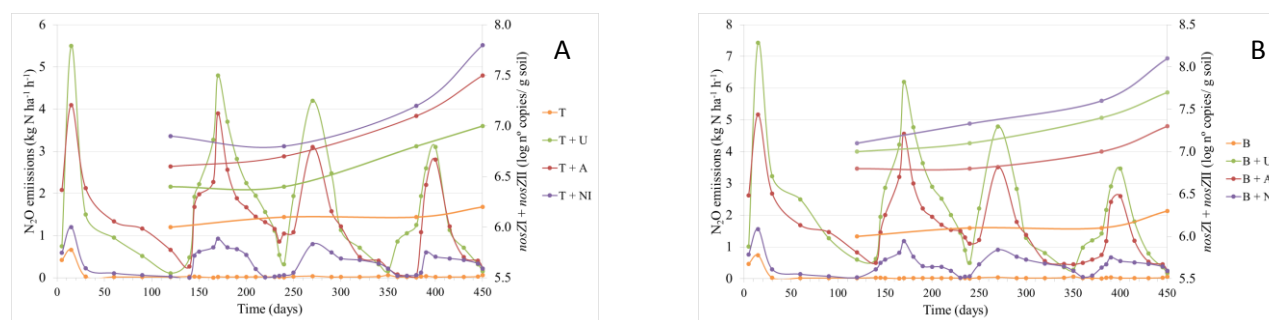 A
N₂O emiisions (kg N ha⁻¹ h⁻¹)
6
5
4
3
2
1
0
8.0
7.5
7.0
6.5
6.0
5.5
nosZI + nosZII (log nº copies/ g soil)
T
T + U
T + A
T + NI
0 50 100 150 200 250 300 350 400 450
Time (days)
B
N₂O emissions (kg N ha⁻¹ h⁻¹)
8
7
6
5
4
3
2
1
0
8.5
8.0
7.5
7.0
6.5
6.0
5.5
nosZI + nosZII (log nº copies/ g soil)
B
B + U
B + A
B + N
0 50 100 150 200 250 300 350 400 450
Time (days)